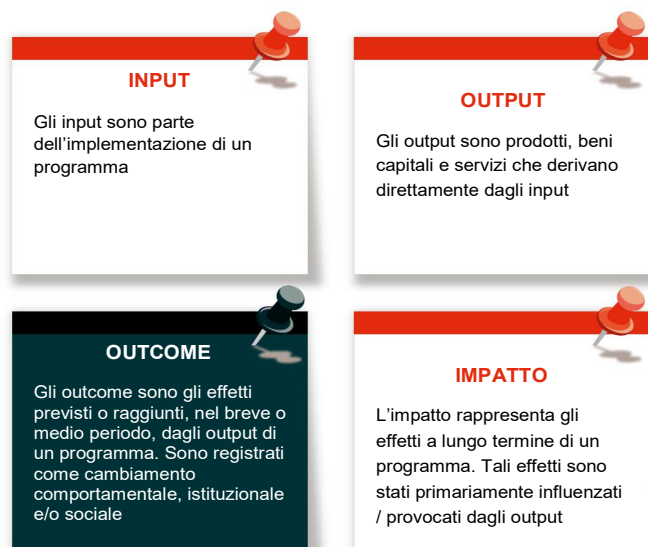 INPUT
Gli input sono parte
dell’implementazione di un
programma
OUTPUT
Gli output sono prodotti, beni
capitali e servizi che derivano
direttamente dagli input
OUTCOME
Gli outcome sono gli effetti
previsti o raggiunti, nel breve o
medio periodo, dagli output di
un programma. Sono registrati
come cambiamento
comportamentale, istituzionale
e/o sociale
IMPATTO
L’impatto rappresenta gli
effetti a lungo termine di un
programma. Tali effetti sono
stati primariamente influenzati
/ provocati dagli output